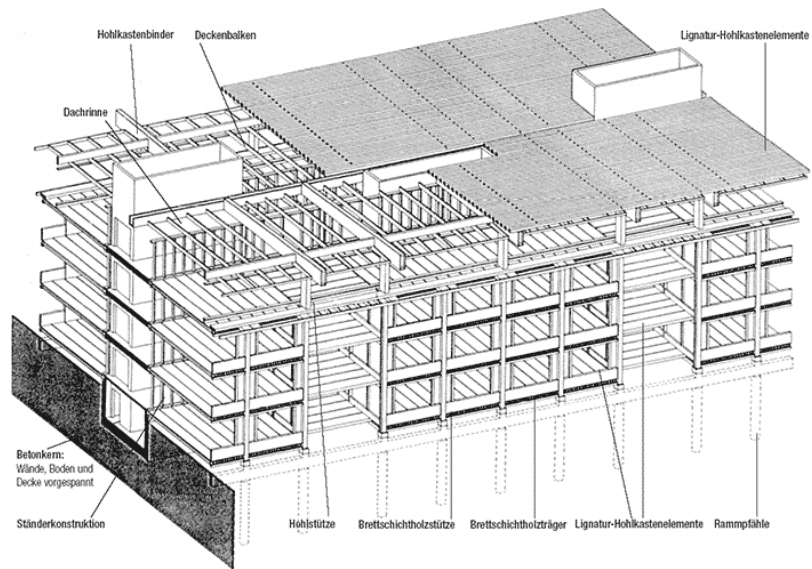 Hohlkastenbinder
Deckenbalken
Lignatur-Hohlkastenelemente
Dachrinne
Betonkern:
Wände, Boden und
Decke vorgespannt
Ständerkonstruktion
Hohlstütze
Brettschichtholzstütze
Brettschichtholzträger
Lignatur-Hohlkastenelemente
Rammpfähle